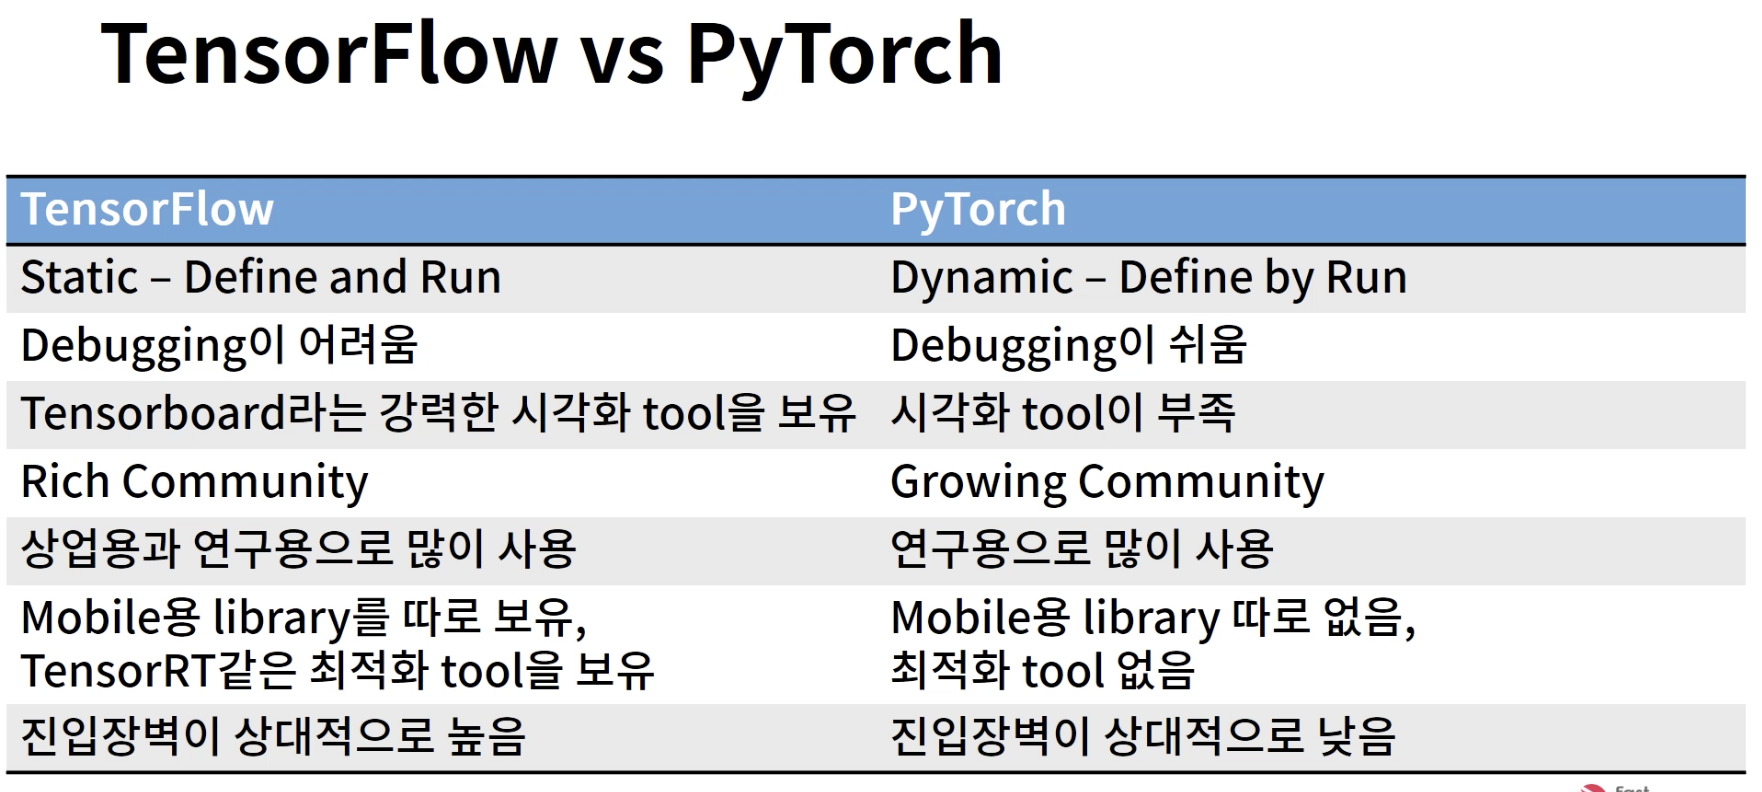 TensorFlow vs PyTorch
TensorFlow PyTorch
Static – Define and Run Dynamic – Define by Run
Debugging이 어려움 Debugging이 쉬움
Tensorboard라는 강력한 시각화 tool을 보유 시각화 tool이 부족
Rich Community Growing Community
상업용과 연구용으로 많이 사용 연구용으로 많이 사용
Mobile용 library를 따로 보유, Mobile용 library 따로 없음,
TensorRT같은 최적화 tool을 보유 최적화 tool 없음
진입장벽이 상대적으로 높음 진입장벽이 상대적으로 낮음